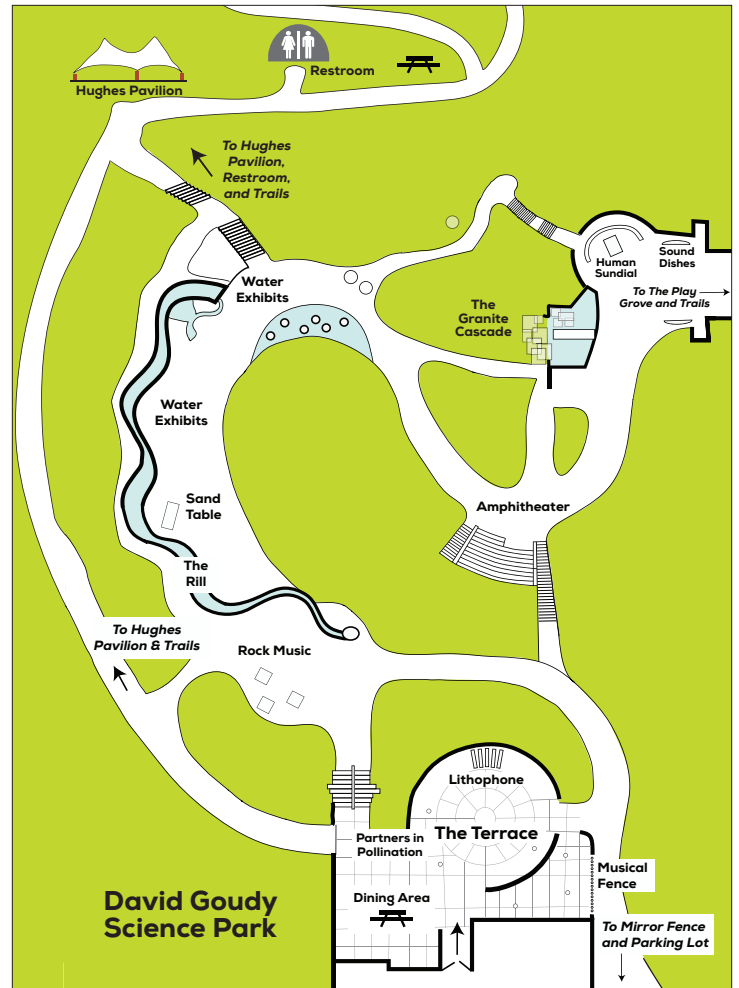 Restroom
Hughes Pavilion
To Hughes
Pavilion,
Restroom,
and Trails
Sound
Dishes
Human
Sundial
Water
Exhibits
To The Play
Grove and Trails
The
Granite
Cascade
Water
Exhibits
Sand
Table
Amphitheater
The
Rill
To Hughes
Pavilion & Trails
Rock Music
Lithophone
The Terrace
Partners in
Pollination
Musical
Fence
Dining Area
David Goudy
Science Park
To Mirror Fence
and Parking Lot